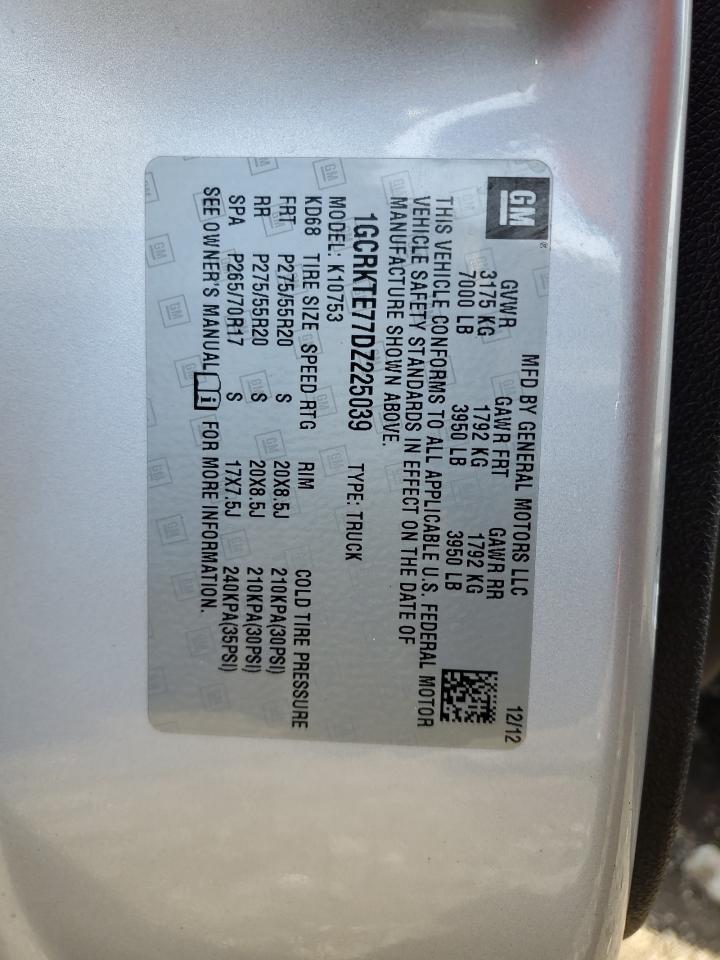 GM
MFD BY GENERAL MOTORS LLC 12/12
GVWR GAWR FRT GAWR RR
3175 KG 1792 KG 1792 KG
7000 LB 3950 LB 3950 LB
THIS VEHICLE CONFORMS TO ALL APPLICABLE U.S. FEDERAL MOTOR
VEHICLE SAFETY STANDARDS IN EFFECT ON THE DATE OF
MANUFACTURE SHOWN ABOVE.
1GCRKTE77DZ225039 TYPE: TRUCK
MODEL: K10753
KD68 TIRE SIZE SPEED RTG RIM COLD TIRE PRESSURE
FRT P275/55R20 S 20X8.5J 210KPA(30PSI)
RR P275/55R20 S 20X8.5J 210KPA(30PSI)
SPA P265/70R17 S 17X7.5J 240KPA(35PSI)
SEE OWNER'S MANUAL i FOR MORE INFORMATION.